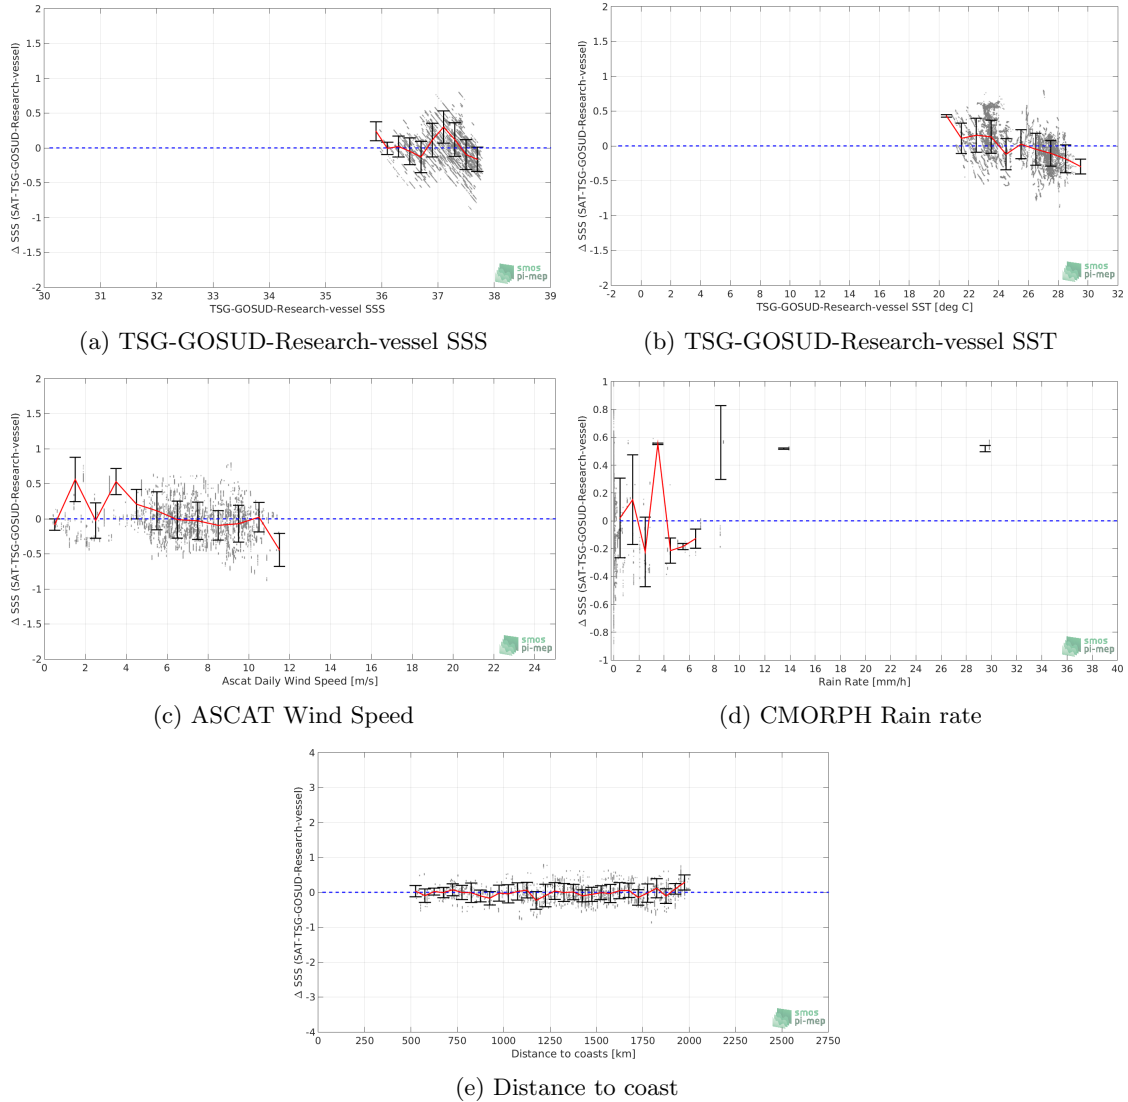 2
1.5
1
0.5
0
-0.5
-1
-1.5
-2
Δ SSS (SAT-TSG-GOSUD-Research-vessel)
30 31 32 33 34 35 36 37 38 39
TSG-GOSUD-Research-vessel SSS
smos
pi-mep
(a) TSG-GOSUD-Research-vessel SSS
2
1.5
1
0.5
0
-0.5
-1
-1.5
-2
Δ SSS (SAT-TSG-GOSUD-Research-vessel)
-2 0 2 4 6 8 10 12 14 16 18 20 22 24 26 28 30 32
TSG-GOSUD-Research-vessel SST [deg C]
smos
pi-mep
(b) TSG-GOSUD-Research-vessel SST
2
1.5
1
0.5
0
-0.5
-1
-1.5
-2
Δ SSS (SAT-TSG-GOSUD-Research-vessel)
0 2 4 6 8 10 12 14 16 18 20 22 24
Ascat Daily Wind Speed [m/s]
smos
pi-mep
(c) ASCAT Wind Speed
1
0.8
0.6
0.4
0.2
0
-0.2
-0.4
-0.6
-0.8
-1
Δ SSS (SAT-TSG-GOSUD-Research-vessel)
0 2 4 6 8 10 12 14 16 18 20 22 24 26 28 30 32 34 36 38 40
Rain Rate [mm/h]
smos
pi-mep
(d) CMORPH Rain rate
4
3
2
1
0
-1
-2
-3
-4
Δ SSS (SAT-TSG-GOSUD-Research-vessel)
0 250 500 750 1000 1250 1500 1750 2000 2250 2500 2750
Distance to coasts [km]
smos
pi-mep
(e) Distance to coast